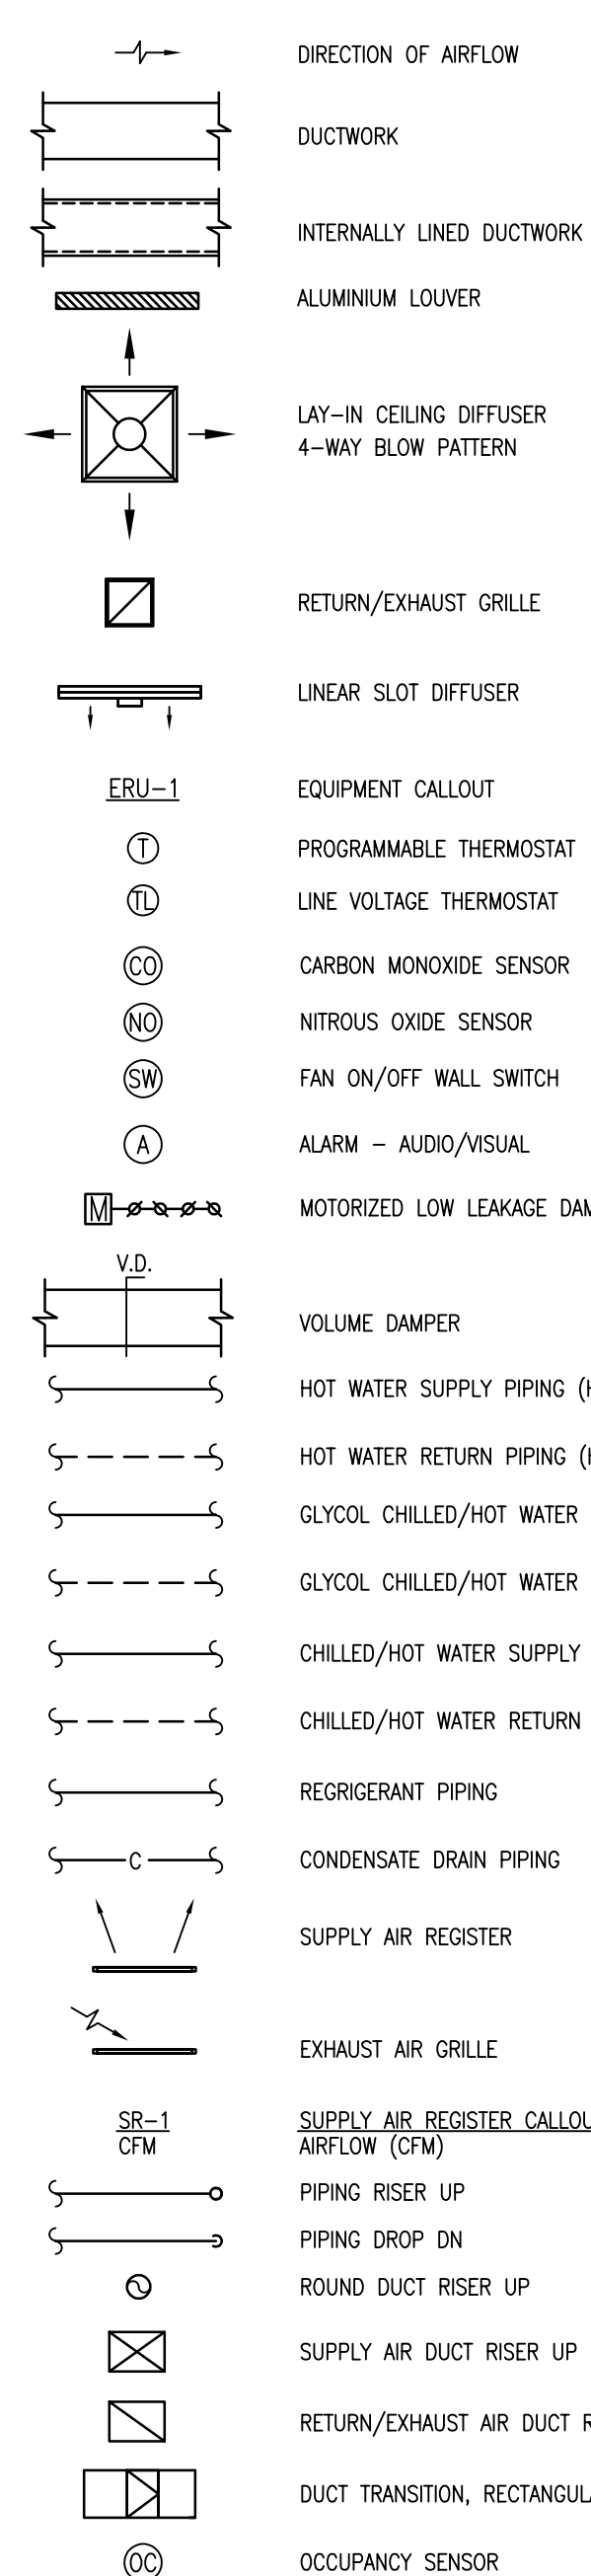 DIRECTION OF AIRFLOW
DUCTWORK
INTERNALLY LINED DUCTWORK
ALUMINIUM LOUVER
LAY-IN CEILING DIFFUSER
4-WAY BLOW PATTERN
RETURN/EXHAUST GRILLE
LINEAR SLOT DIFFUSER
ERU-1 EQUIPMENT CALLOUT
T PROGRAMMABLE THERMOSTAT
TL LINE VOLTAGE THERMOSTAT
CO CARBON MONOXIDE SENSOR
NO NITROUS OXIDE SENSOR
SW FAN ON/OFF WALL SWITCH
A ALARM - AUDIO/VISUAL
M MOTORIZED LOW LEAKAGE
V.D.
VOLUME DAMPER
HOT WATER SUPPLY PIPING
HOT WATER RETURN PIPING
GLYCOL CHILLED/HOT WATER
GLYCOL CHILLED/HOT WATER
CHILLED/HOT WATER SUPPLY
CHILLED/HOT WATER RETURN
REGRIGERANT PIPING
C CONDENSATE DRAIN PIPING
SUPPLY AIR REGISTER
EXHAUST AIR GRILLE
SR-1 SUPPLY AIR REGISTER
CFM AIRFLOW (CFM)
PIPING RISER UP
PIPING DROP DN
ROUND DUCT RISER UP
SUPPLY AIR DUCT RISER UP
RETURN/EXHAUST AIR DUCT
DUCT TRANSITION,
OC OCCUPANCY SENSOR